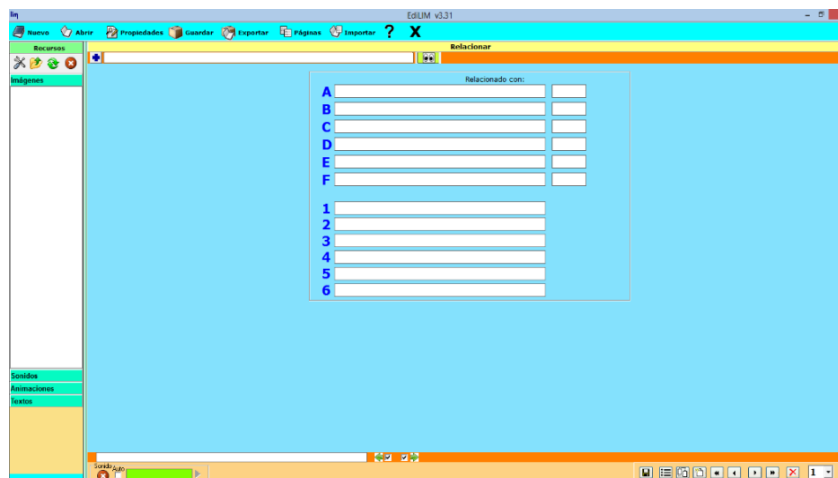 EdiLIM v3.31
Nuevo Abrir Propiedades Guardar Exportar Páginas Importar ? X
Recursos
Relacionar
Imágenes
Relacionado con:
A
B
C
D
E
F
1
2
3
4
5
6
Sonidos
Animaciones
Textos
Sonido Auto
1